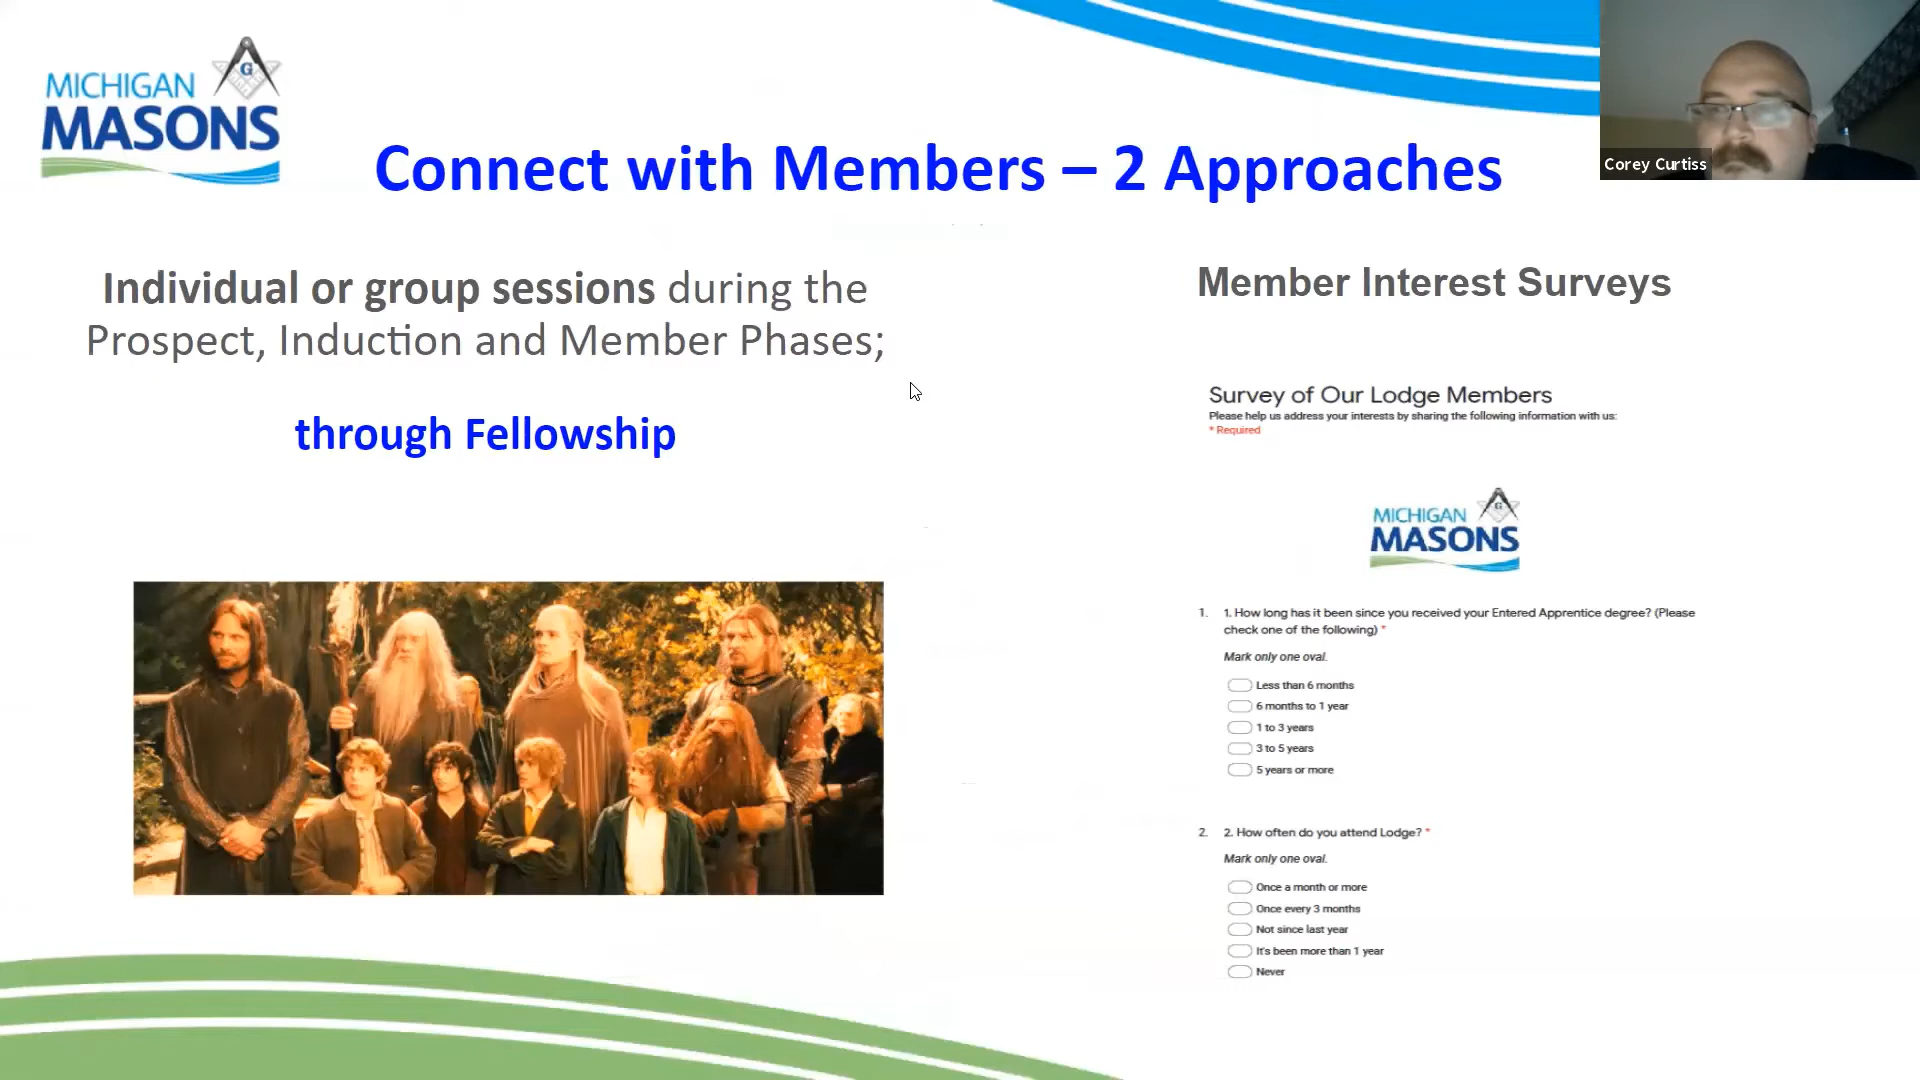 MICHIGAN
MASONS
G
Connect with Members – 2 Approaches
Corey Curtiss
Individual or group sessions during the
Prospect, Induction and Member Phases;
through Fellowship
Member Interest Surveys
Survey of Our Lodge Members
Please help us address your interests by sharing the following information with us:
* Required
MICHIGAN
MASONS
G
1. 1. How long has it been since you received your Entered Apprentice degree? (Please
check one of the following) *
Mark only one oval.
Less than 6 months
6 months to 1 year
1 to 3 years
3 to 5 years
5 years or more
2. 2. How often do you attend Lodge? *
Mark only one oval.
Once a month or more
Once every 3 months
Not since last year
It's been more than 1 year
Never